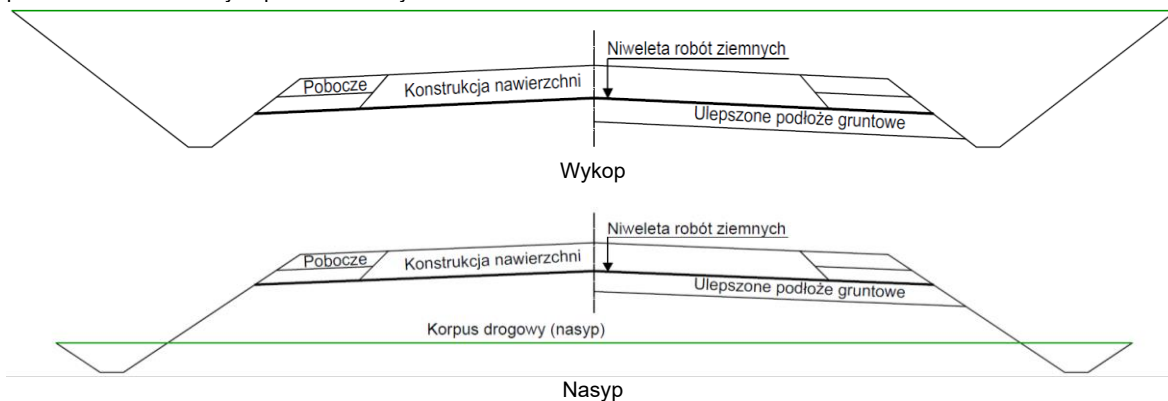 Niweleta robót ziemnych
Pobocze
Konstrukcja nawierzchni
Ulepszone podłoże gruntowe
Wykop
Niweleta robót ziemnych
Pobocze
Konstrukcja nawierzchni
Ulepszone podłoże gruntowe
Korpus drogowy (nasyp)
Nasyp